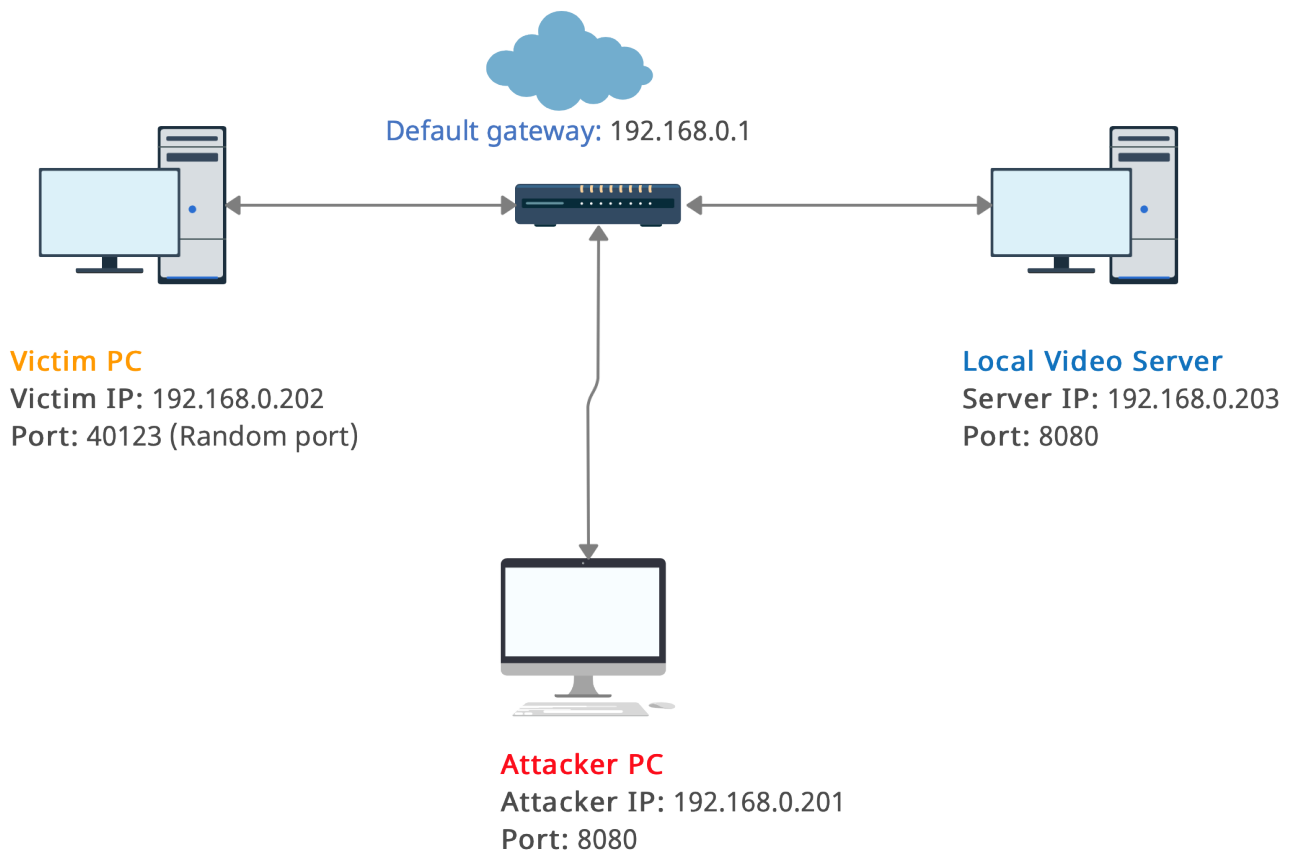 Default gateway: 192.168.0.1
Victim PC
Victim IP: 192.168.0.202
Port: 40123 (Random port)
Local Video Server
Server IP: 192.168.0.203
Port: 8080
Attacker PC
Attacker IP: 192.168.0.201
Port: 8080